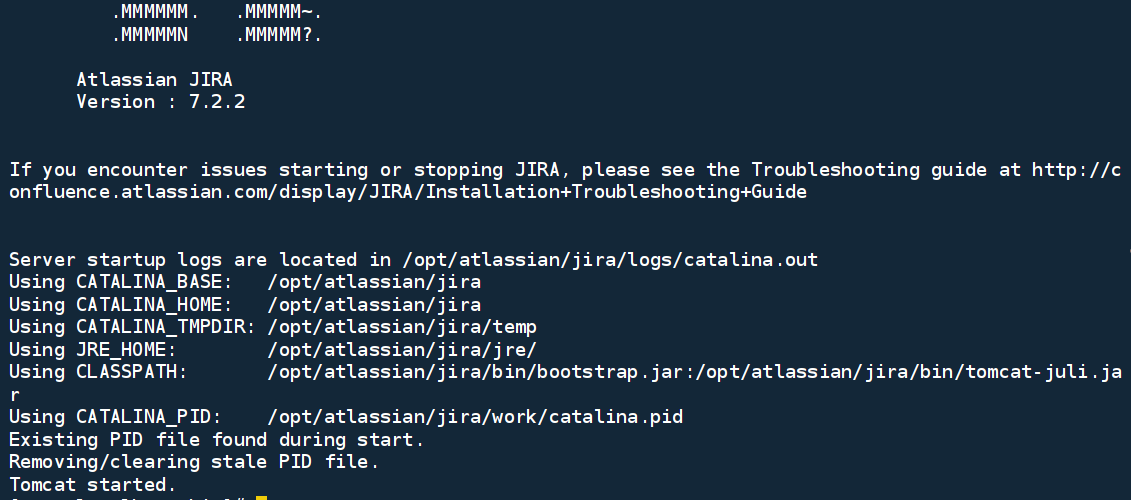 .MMMMMM.   .MMMMM~.
.MMMMMN    .MMMMM?.
Atlassian JIRA
Version : 7.2.2
If you encounter issues starting or stopping JIRA, please see the Troubleshooting guide at http://c
onfluence.atlassian.com/display/JIRA/Installation+Troubleshooting+Guide
Server startup logs are located in /opt/atlassian/jira/logs/catalina.out
Using CATALINA_BASE:   /opt/atlassian/jira
Using CATALINA_HOME:   /opt/atlassian/jira
Using CATALINA_TMPDIR: /opt/atlassian/jira/temp
Using JRE_HOME:        /opt/atlassian/jira/jre/
Using CLASSPATH:       /opt/atlassian/jira/bin/bootstrap.jar:/opt/atlassian/jira/bin/tomcat-juli.ja
r
Using CATALINA_PID:    /opt/atlassian/jira/work/catalina.pid
Existing PID file found during start.
Removing/clearing stale PID file.
Tomcat started.